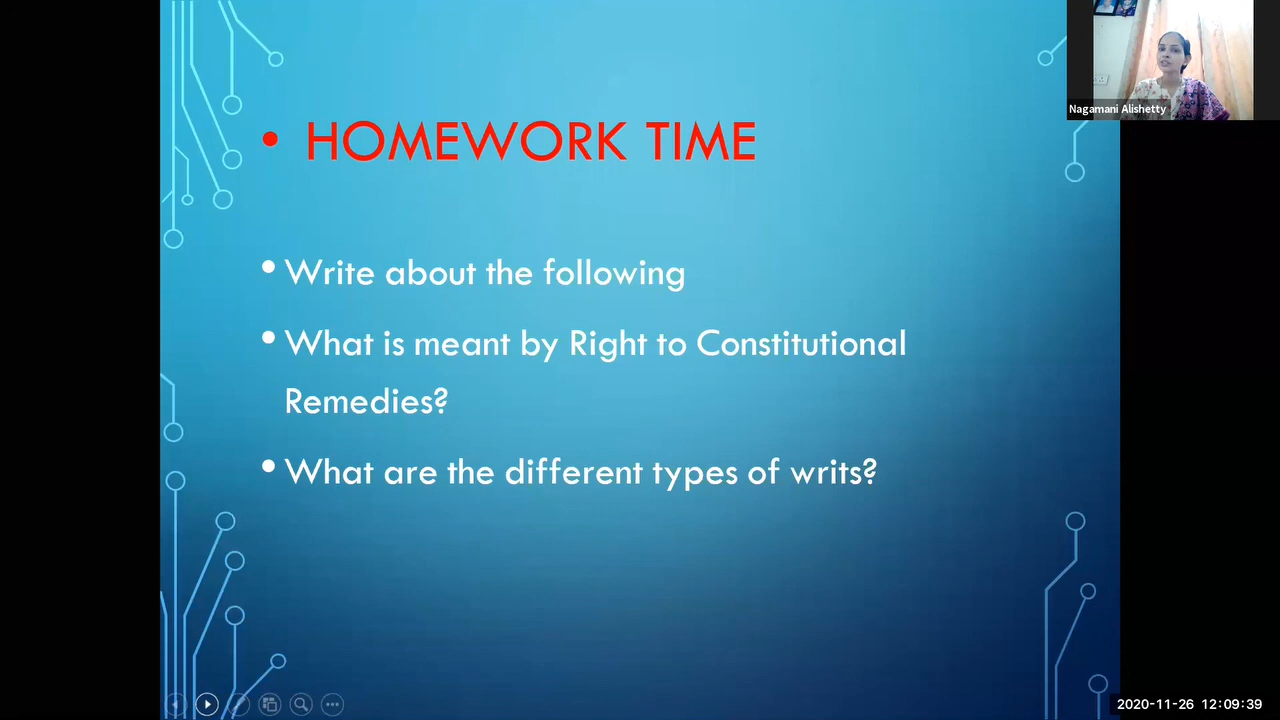 Nagamani Alishetty
• HOMEWORK TIME
• Write about the following
• What is meant by Right to Constitutional
Remedies?
• What are the different types of writs?
2020-11-26 12:09:39